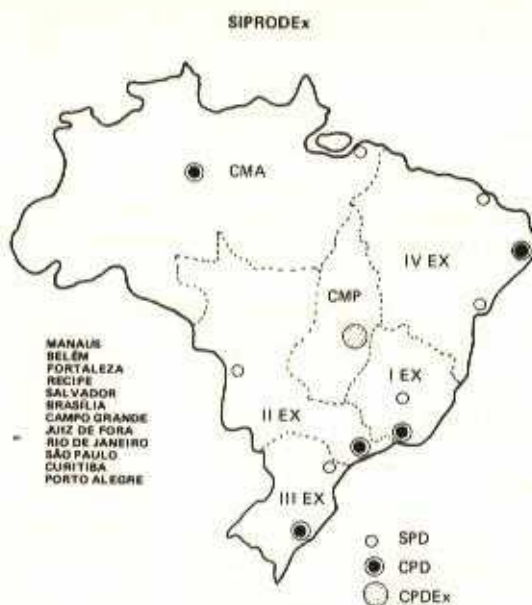 SIPRODEx
CMA
IV EX
CMP
I EX
MANAUS
BELÉM
FORTALEZA
RECIPE
SALVADOR
BRASÍLIA
CAMPO GRANDE
JUIZ DE FORA
RIO DE JANEIRO
SÃO PAULO
CURITIBA
PORTO ALEGRE
II EX
III EX
SPD
CPD
CPDEx